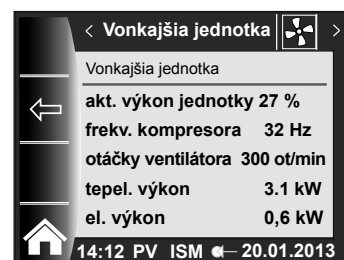 < Vonkajšia jednotka >
Vonkajšia jednotka
akt. výkon jednotky 27 %
frekv. kompresora 32 Hz
otáčky ventilátora 300 ot/min
tepel. výkon 3.1 kW
el. výkon 0,6 kW
14:12 PV ISM 20.01.2013